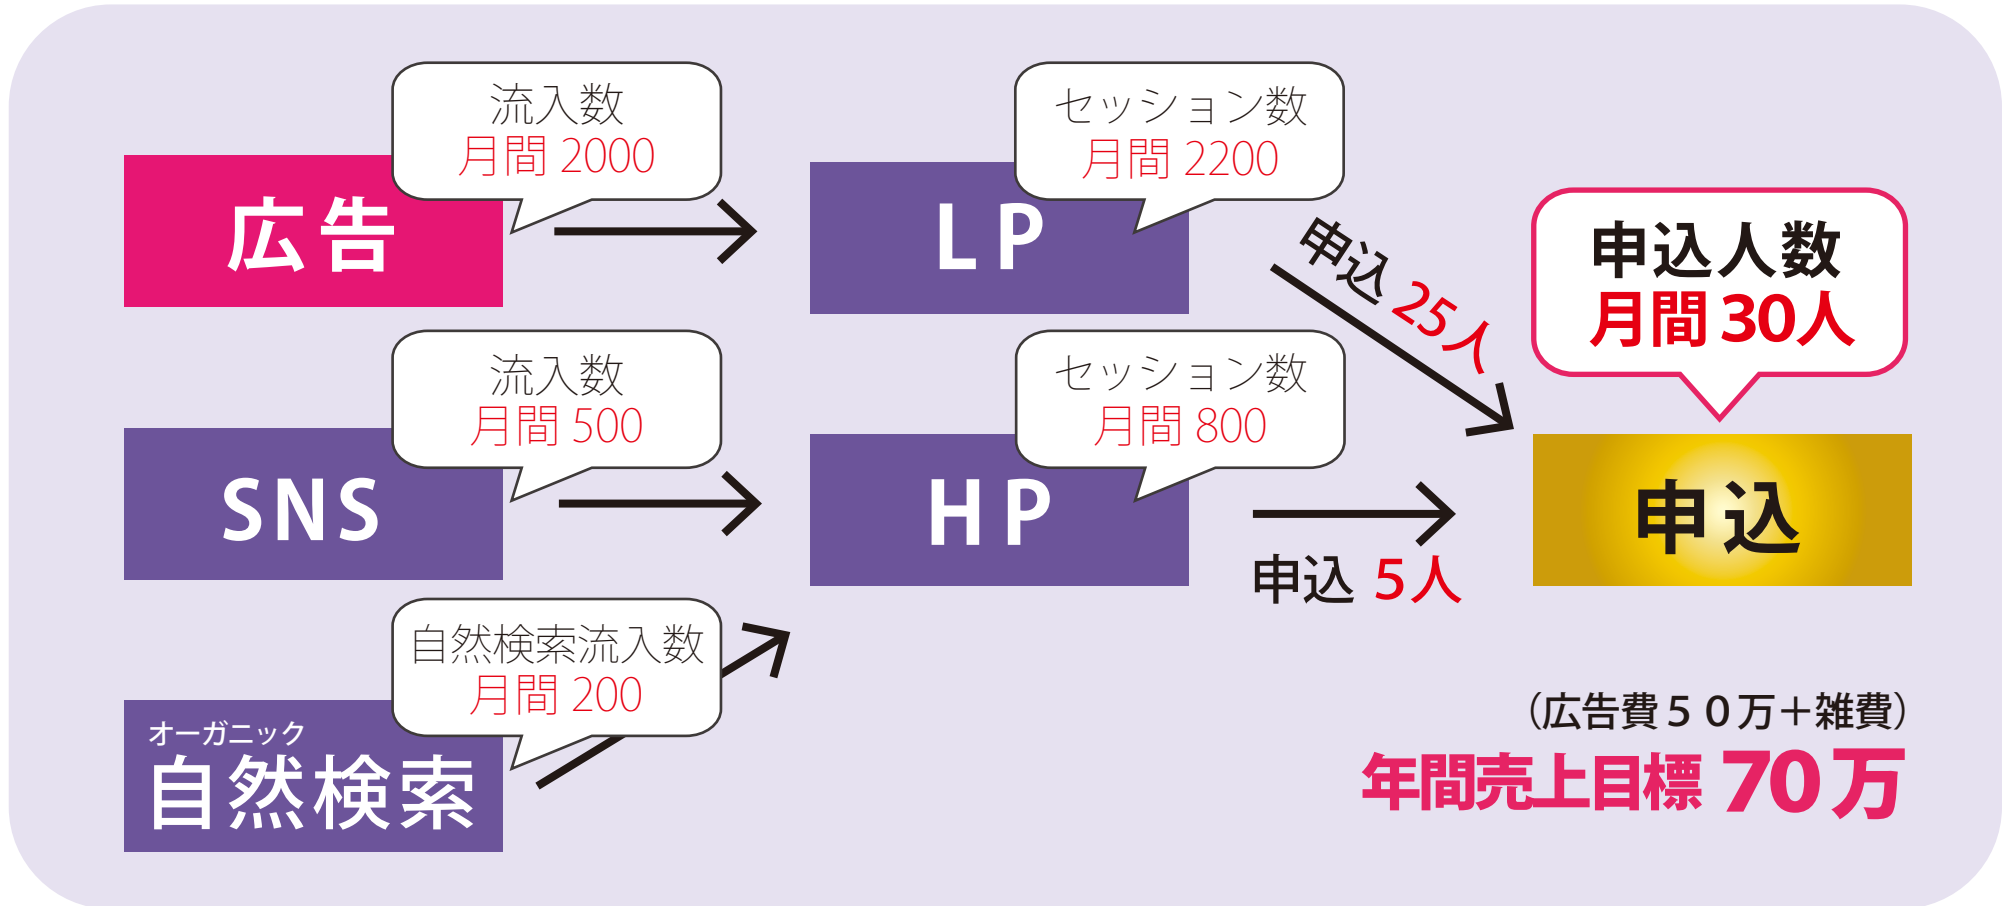 流入数
月間 2000
広告
セッション数
月間 2200
LP
申込 25人
申込人数
月間 30人
流入数
月間 500
SNS
セッション数
月間 800
HP
申込 5人
申込
自然検索流入数
月間 200
オーガニック
自然検索
（広告費５０万＋雑費）
年間売上目標 70万